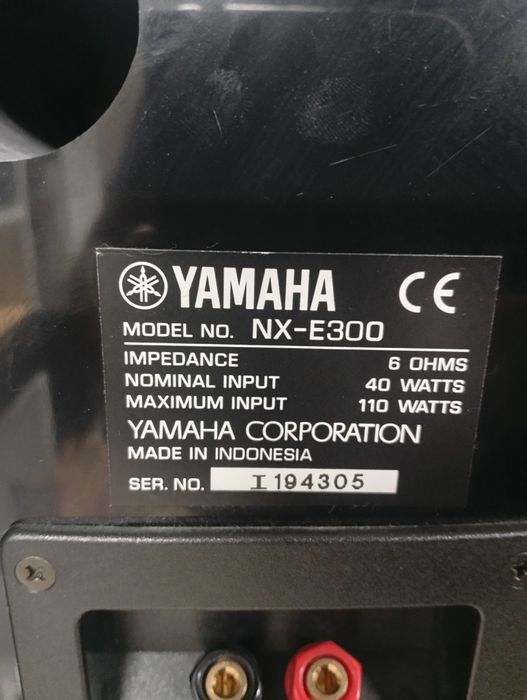 YAMAHA CE
MODEL NO. NX-E300
IMPEDANCE 6 OHMS
NOMINAL INPUT 40 WATTS
MAXIMUM INPUT 110 WATTS
YAMAHA CORPORATION
MADE IN INDONESIA
SER. NO. I 194305